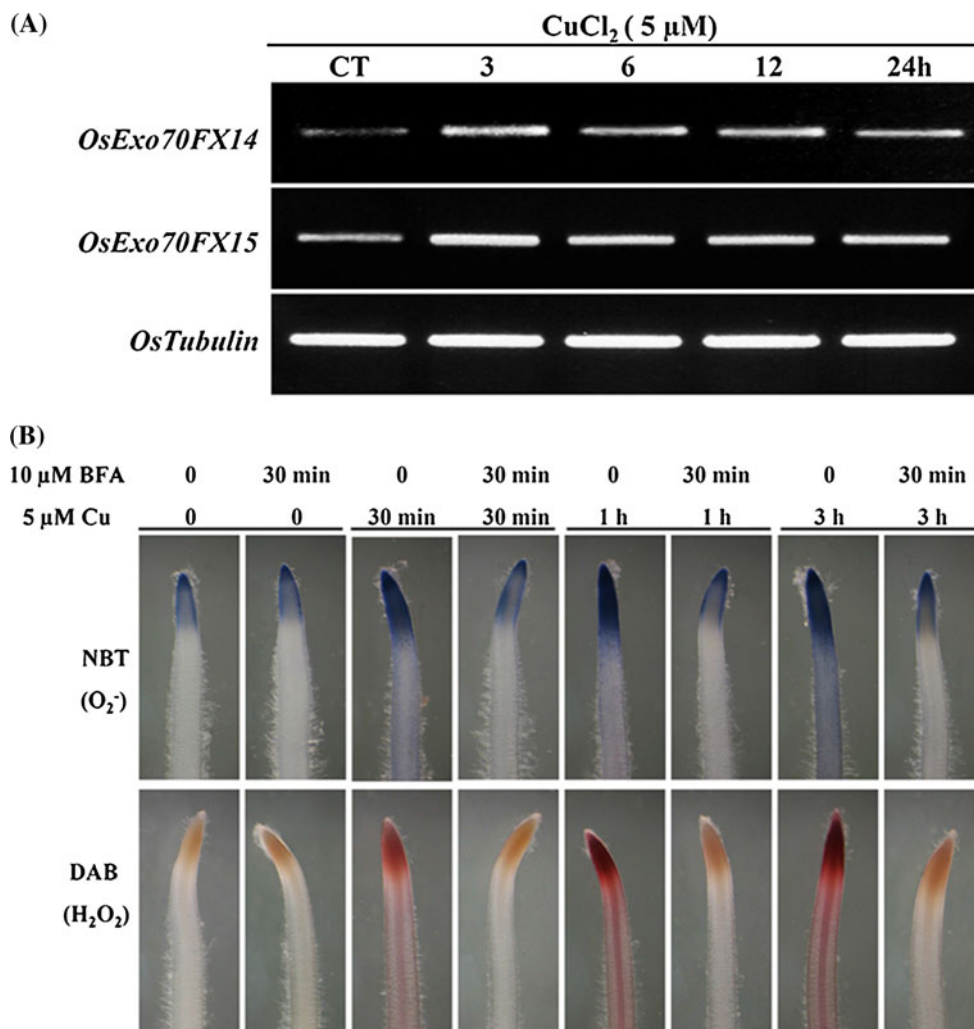 (A)
CuCl₂ ( 5 µM)
CT 3 6 12 24h
OsExo70FX14
OsExo70FX15
OsTubulin
(B)
10 µM BFA 0 30 min 0 30 min 0 30 min 0 30 min
5 µM Cu 0 0 30 min 30 min 1 h 1 h 3 h 3 h
NBT
(O₂⁻)
DAB
(H₂O₂)